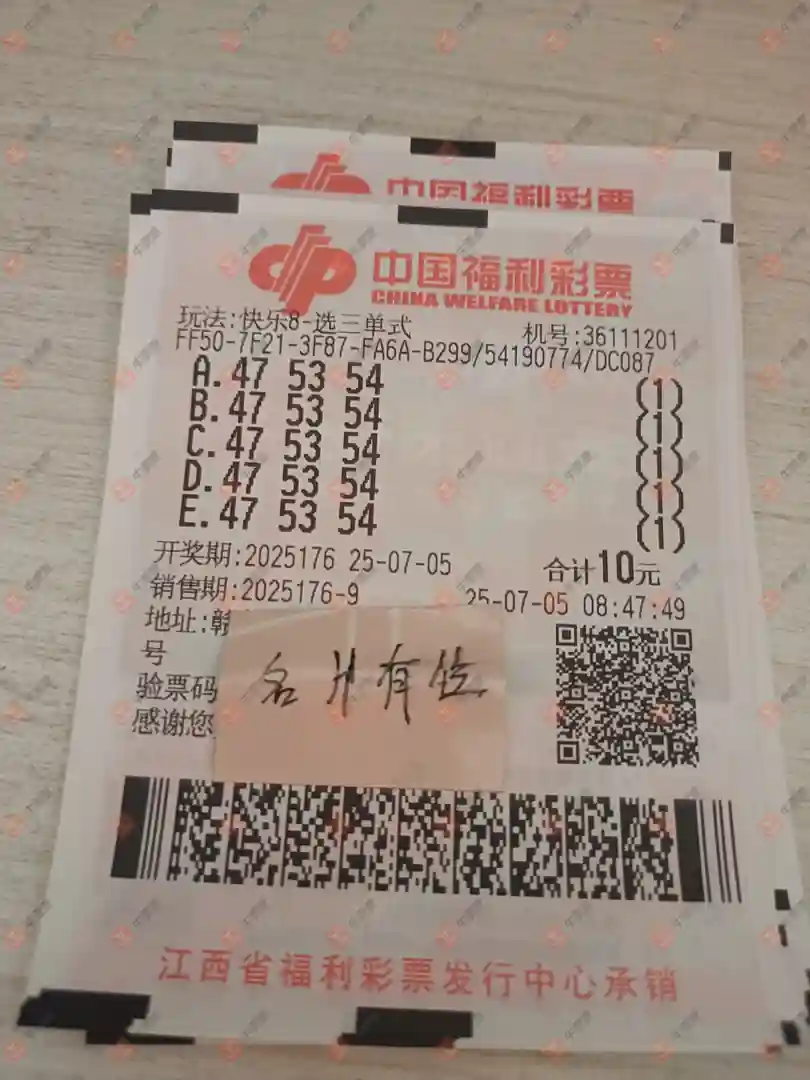 中国福利彩票
中国福利彩票
CHINA WELFARE LOTTERY
玩法:快乐8-选三单式
机号:36111201
FF50-7F21-3F87-FA6A-B299/54190774/DC087
A.47 53 54 (1)
B.47 53 54 (1)
C.47 53 54 (1)
D.47 53 54 (1)
E.47 53 54 (1)
开奖期:2025176 25-07-05 合计10元
销售期:2025176-9 25-07-05 08:47:49
地址:赣
号
验票码
感谢您
名片有位
江西省福利彩票发行中心承销